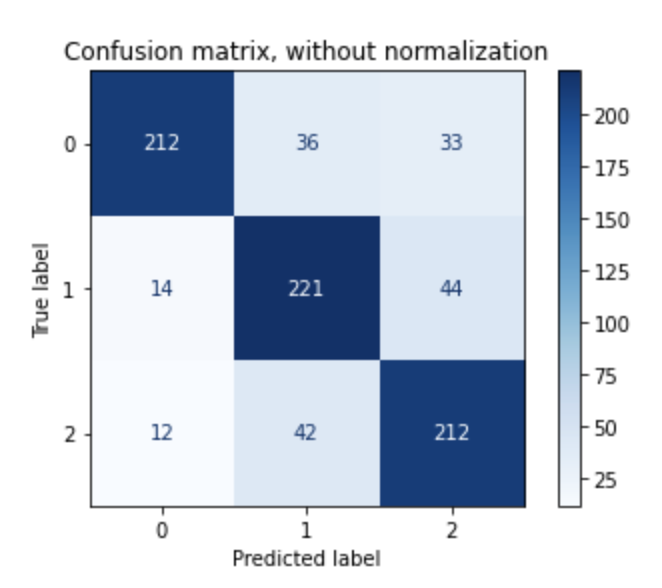 Confusion matrix, without normalization
0 212 36 33
1 14 221 44
2 12 42 212
0 1 2
Predicted label
True label
200
175
150
125
100
75
50
25